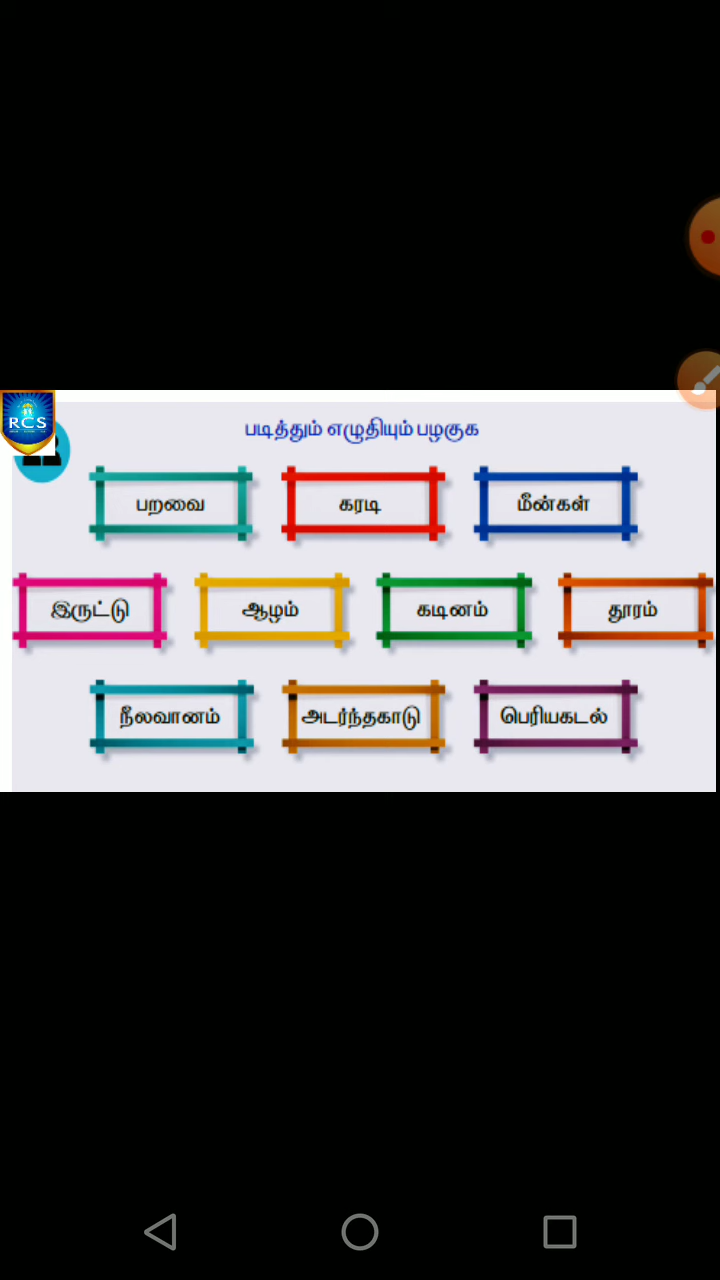 RCS
படித்தும் எழுதியும் பழகுக
பறவை கரடி மீன்கள்
இருட்டு ஆழம் கடினம் தூரம்
நீலவானம் அடர்ந்தகாடு பெரியகடல்